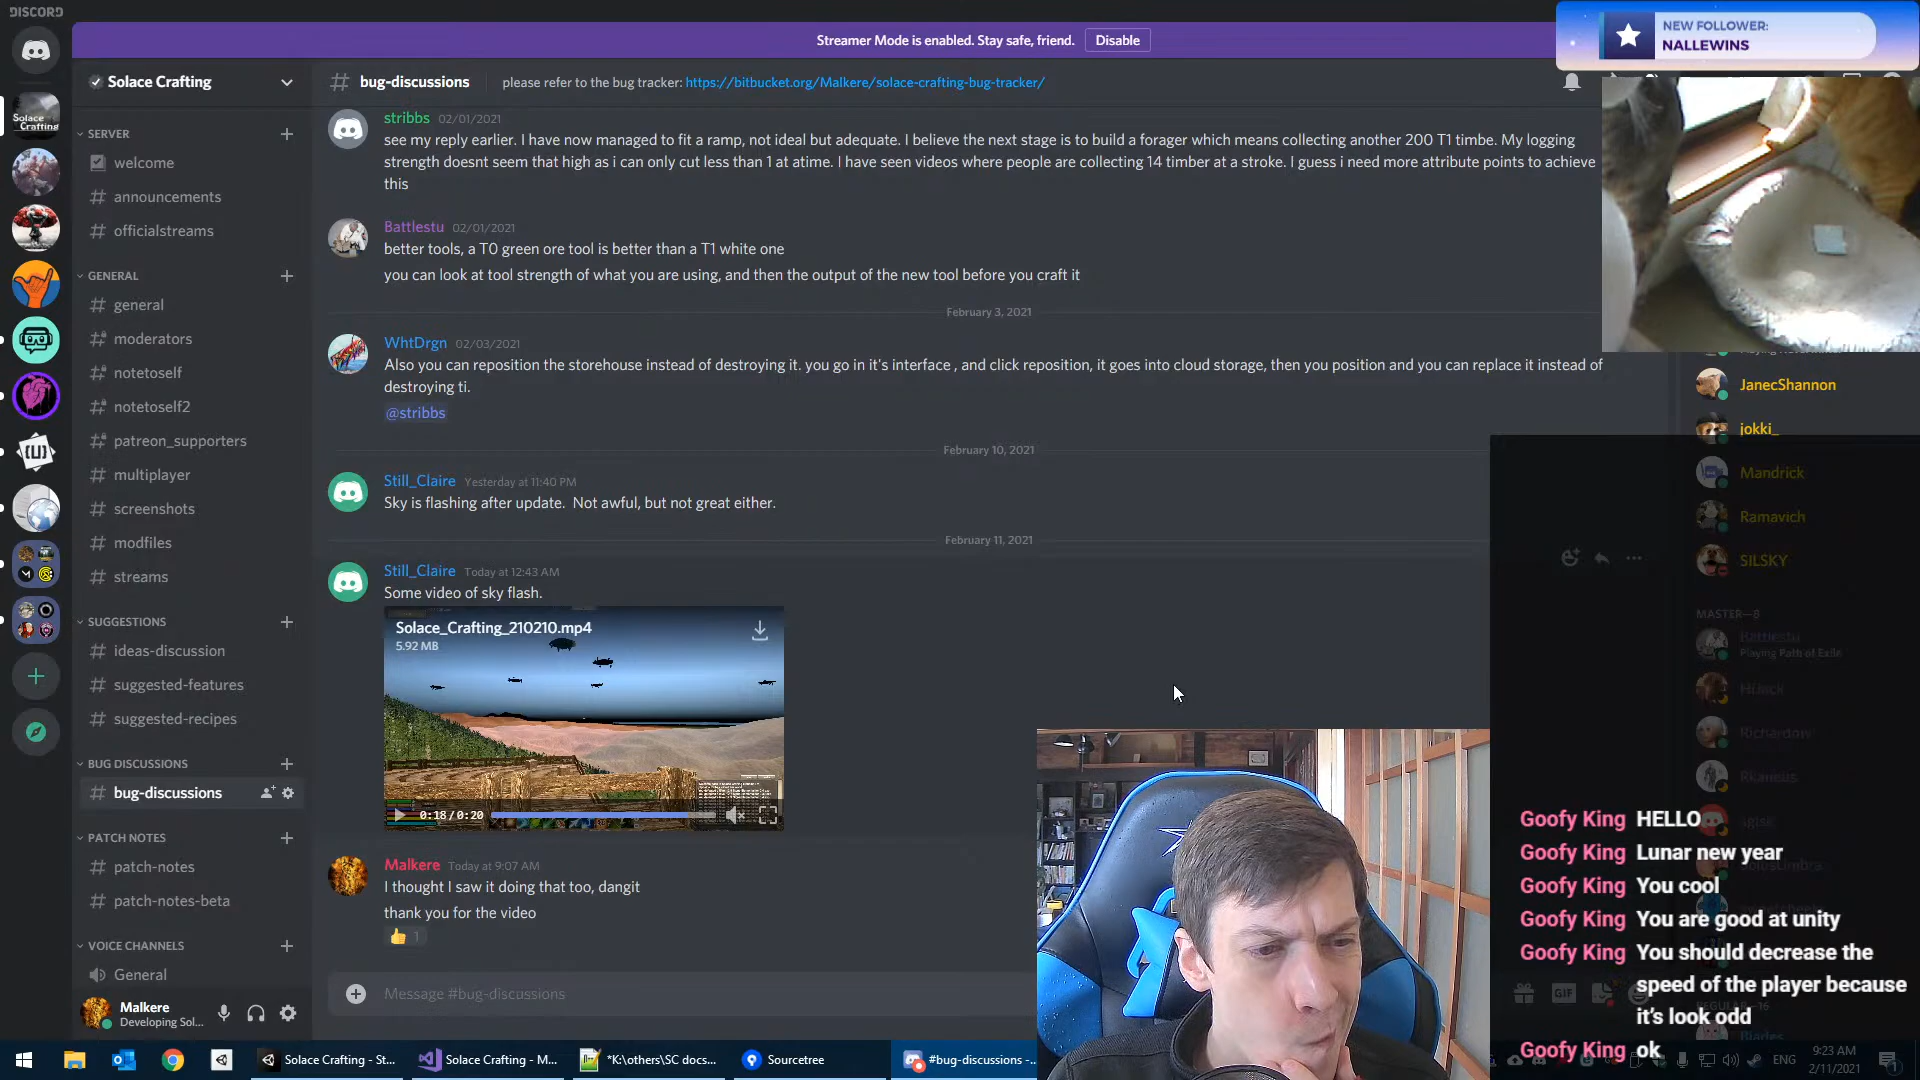 DISCORD
Streamer Mode is enabled. Stay safe, friend.
Disable
NEW FOLLOWER:
NALLEWINS
Solace Crafting
bug-discussions
please refer to the bug tracker: https://bitbucket.org/Malkere/solace-crafting-bug-tracker/
Solace
Crafting
SERVER
welcome
announcements
officialstreams
GENERAL
general
moderators
notetoself
notetoself2
patreon_supporters
multiplayer
screenshots
modfiles
streams
SUGGESTIONS
ideas-discussion
suggested-features
suggested-recipes
BUG DISCUSSIONS
bug-discussions
PATCH NOTES
patch-notes
patch-notes-beta
VOICE CHANNELS
General
Malkere
Developing Sol...
stribbs 02/01/2021
see my reply earlier. I have now managed to fit a ramp, not ideal but adequate. I believe the next stage is to build a forager which means collecting another 200 T1 timbe. My logging
strength doesnt seem that high as i can only cut less than 1 at atime. I have seen videos where people are collecting 14 timber at a stroke. I guess i need more attribute points to achieve
this
Battlestu 02/01/2021
better tools, a T0 green ore tool is better than a T1 white one
you can look at tool strength of what you are using, and then the output of the new tool before you craft it
February 3, 2021
WhtDrgn 02/03/2021
Also you can reposition the storehouse instead of destroying it. you go in it's interface , and click reposition, it goes into cloud storage, then you position and you can replace it instead of
destroying ti.
@stribbs
February 10, 2021
Still_Claire Yesterday at 11:40 PM
Sky is flashing after update. Not awful, but not great either.
February 11, 2021
Still_Claire Today at 12:43 AM
Some video of sky flash.
Solace_Crafting_210210.mp4
5.92 MB
0:18/0:20
Malkere Today at 9:07 AM
I thought I saw it doing that too, dangit
thank you for the video
1
Message #bug-discussions
GIF
JanecShannon
jokki_
Mandrick
Ramavich
SILSKY
MASTER—8
Battlestu
Playing Path of Exile
Goofy King HELLO
Goofy King Lunar new year
Goofy King You cool
Goofy King You are good at unity
Goofy King You should decrease the
speed of the player because
it's look odd
Goofy King ok
Solace Crafting - St...
Solace Crafting - M...
*K:\others\SC docs...
Sourcetree
#bug-discussions -...
ENG
9:23 AM
2/11/2021